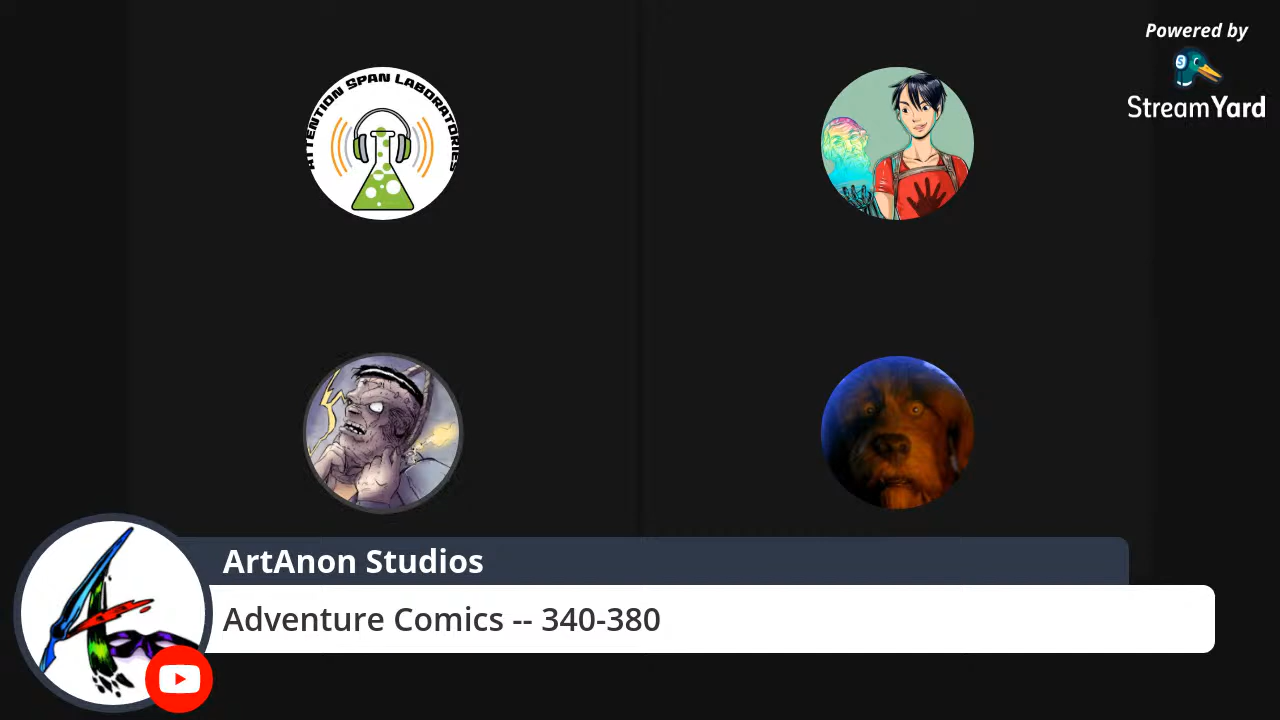 Powered by
StreamYard
ATTENTION SPAN LABORATORIES
ArtAnon Studios
Adventure Comics -- 340-380